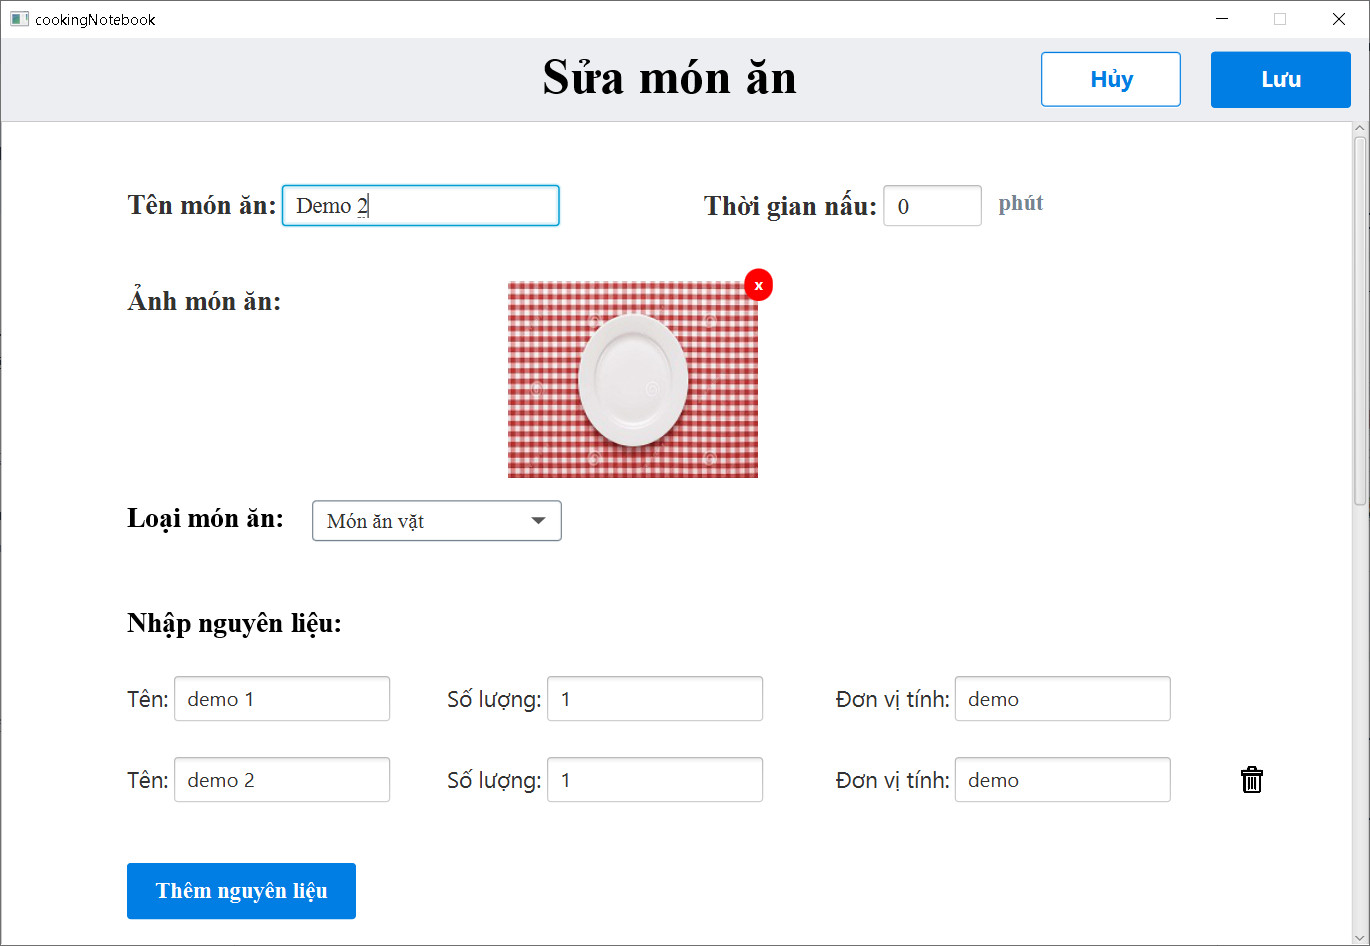 cookingNotebook
Sửa món ăn
Hủy
Lưu
Tên món ăn: Demo 2
Thời gian nấu: 0 phút
Ảnh món ăn:
x
Loại món ăn: Món ăn vặt
Nhập nguyên liệu:
Tên: demo 1 Số lượng: 1 Đơn vị tính: demo
Tên: demo 2 Số lượng: 1 Đơn vị tính: demo
Thêm nguyên liệu